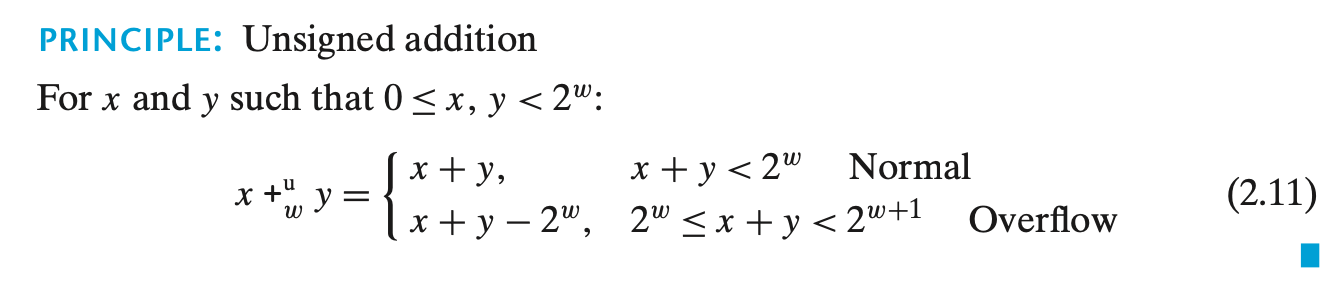 PRINCIPLE: Unsigned addition
For x and y such that 0 ≤ x, y < 2^w:
x +^u_w y = { x + y, x + y < 2^w Normal
x + y − 2^w, 2^w ≤ x + y < 2^{w+1} Overflow (2.11)